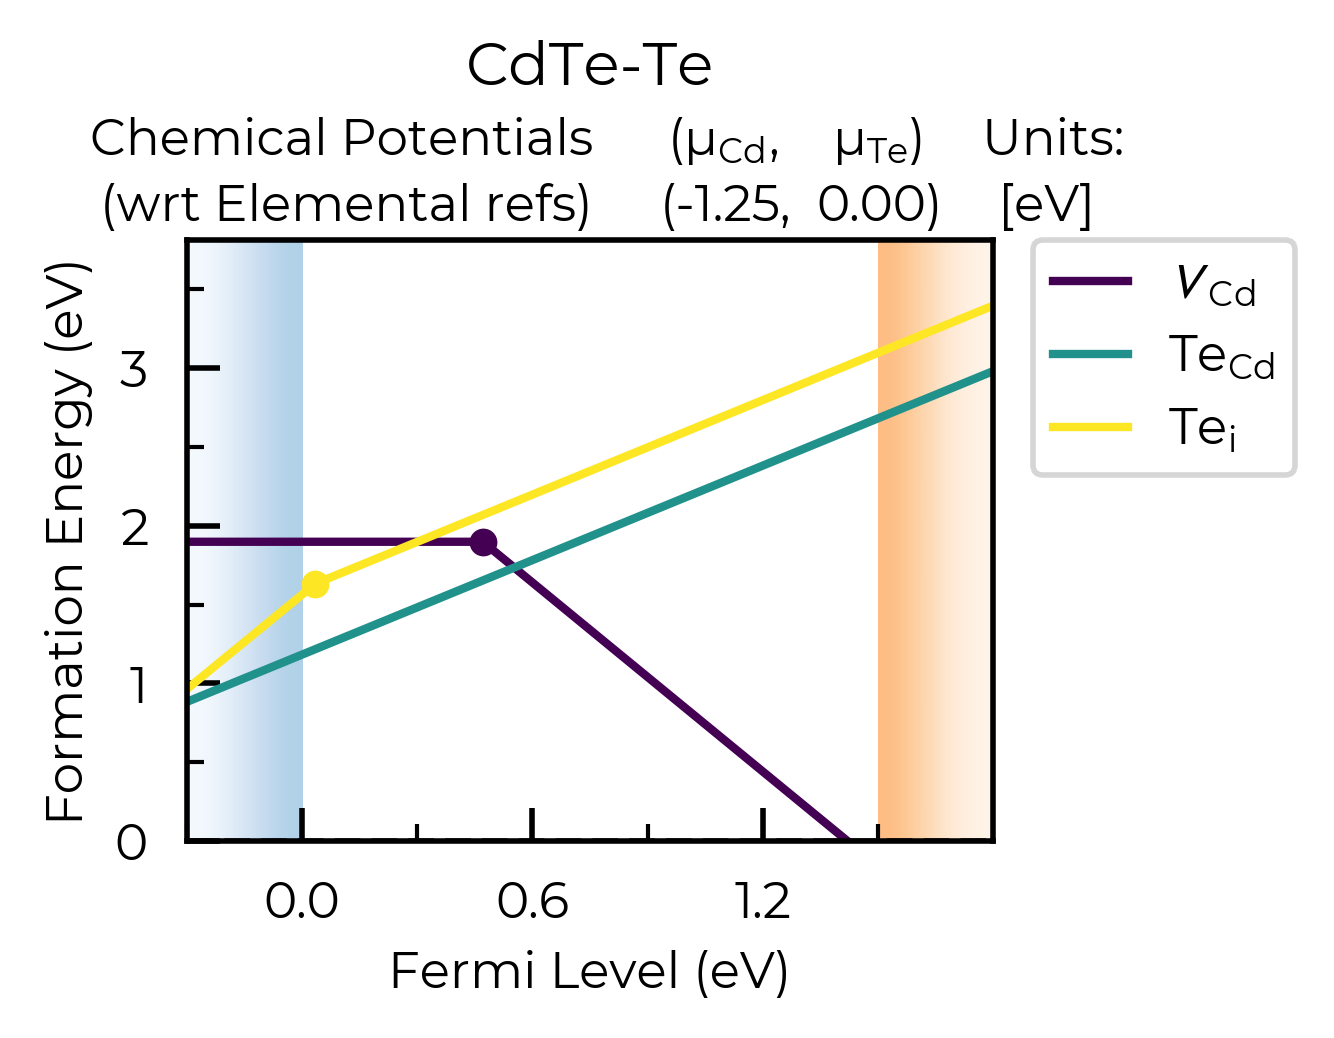 CdTe-Te
Chemical Potentials (μCd, μTe) Units:
(wrt Elemental refs) (-1.25, 0.00) [eV]
Formation Energy (eV)
3
2
1
0
0.0 0.6 1.2
Fermi Level (eV)
VCd
TeCd
Tei